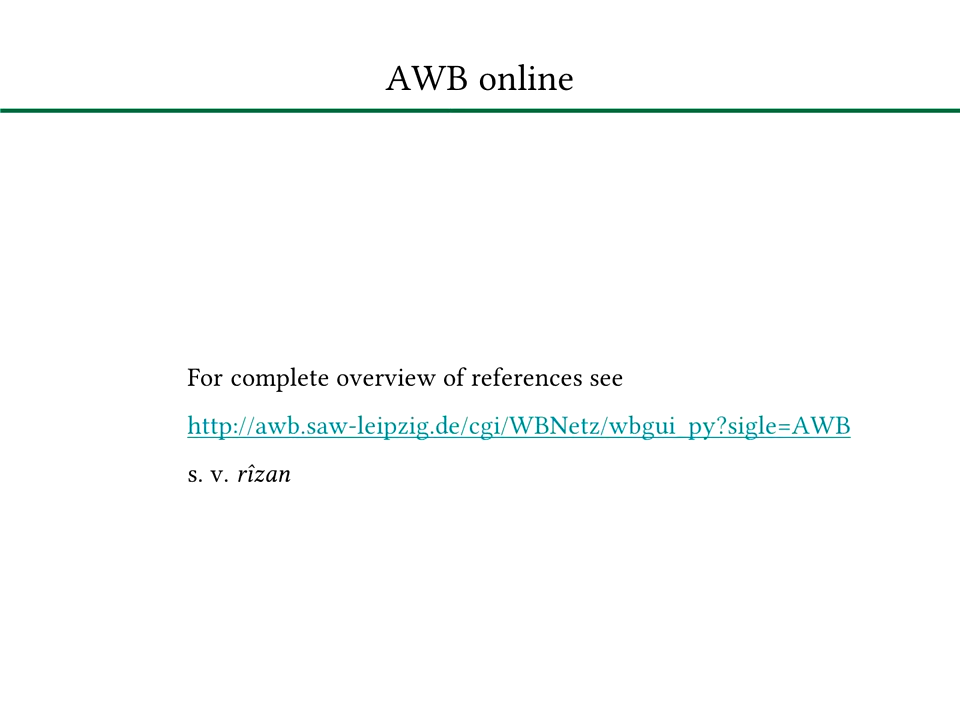 AWB online
For complete overview of references see
http://awb.saw-leipzig.de/cgi/WBNetz/wbgui_py?sigle=AWB
s. v. rîzan